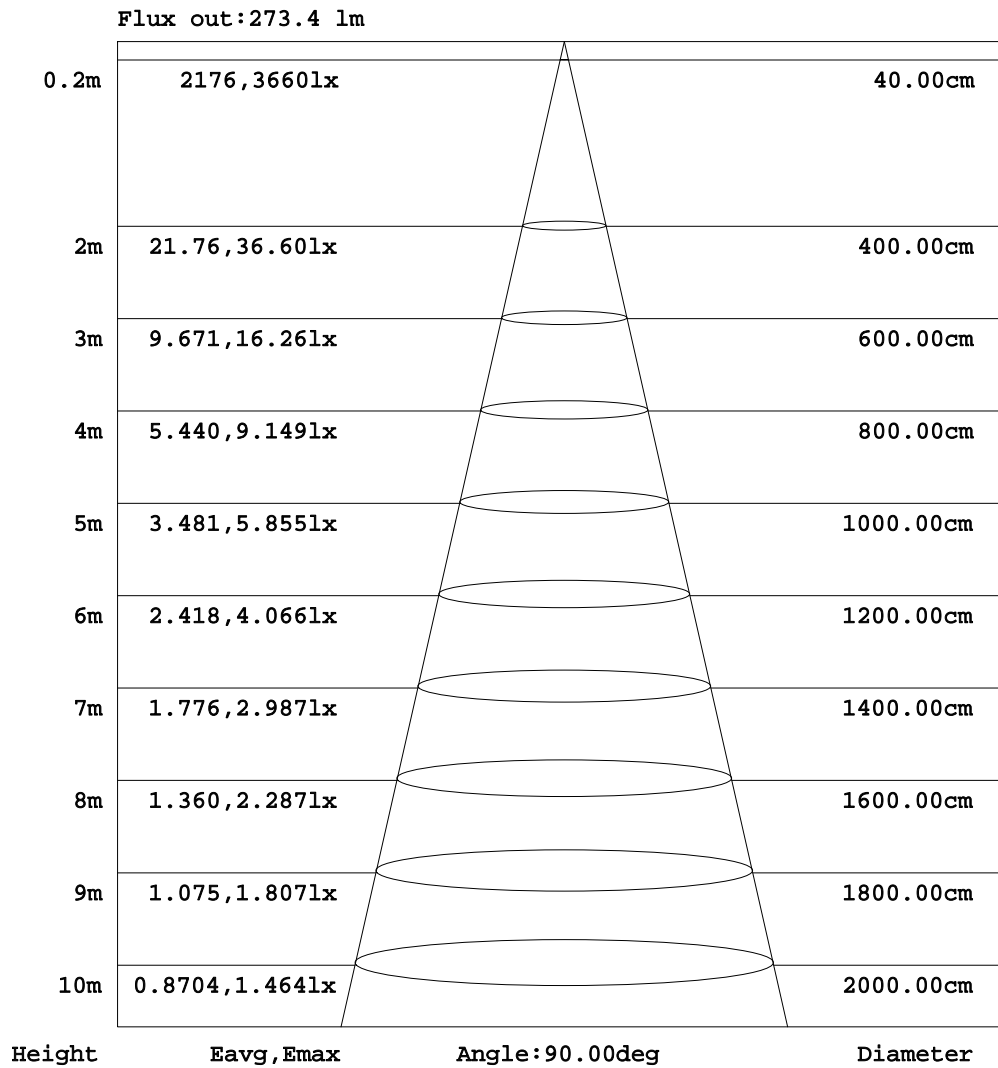 Flux out:273.4 lm
0.2m 2176,3660lx 40.00cm
2m 21.76,36.60lx 400.00cm
3m 9.671,16.26lx 600.00cm
4m 5.440,9.149lx 800.00cm
5m 3.481,5.855lx 1000.00cm
6m 2.418,4.066lx 1200.00cm
7m 1.776,2.987lx 1400.00cm
8m 1.360,2.287lx 1600.00cm
9m 1.075,1.807lx 1800.00cm
10m 0.8704,1.464lx 2000.00cm
Height Eavg,Emax Angle:90.00deg Diameter